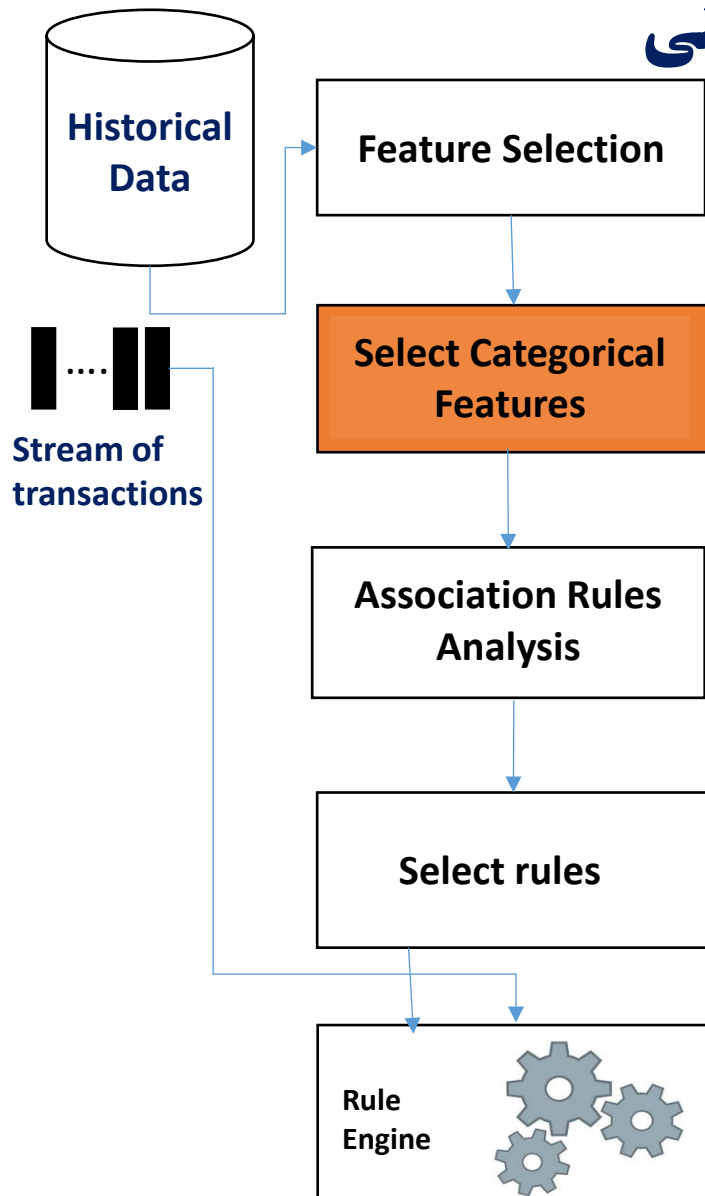 Historical
Data
Feature Selection
Select Categorical
Features
....
Stream of
transactions
Association Rules
Analysis
Select rules
Rule
Engine